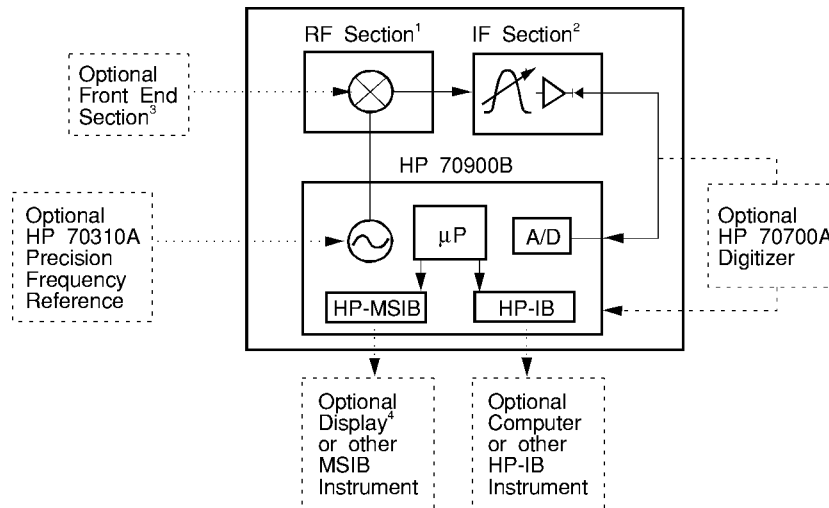 RF Section¹
IF Section²
Optional
Front End
Section³
HP 70900B
Optional
HP 70310A
Precision
Frequency
Reference
µP
A/D
Optional
HP 70700A
Digitizer
HP-MSIB
HP-IB
Optional
Display⁴
or other
MSIB
Instrument
Optional
Computer
or other
HP-IB
Instrument